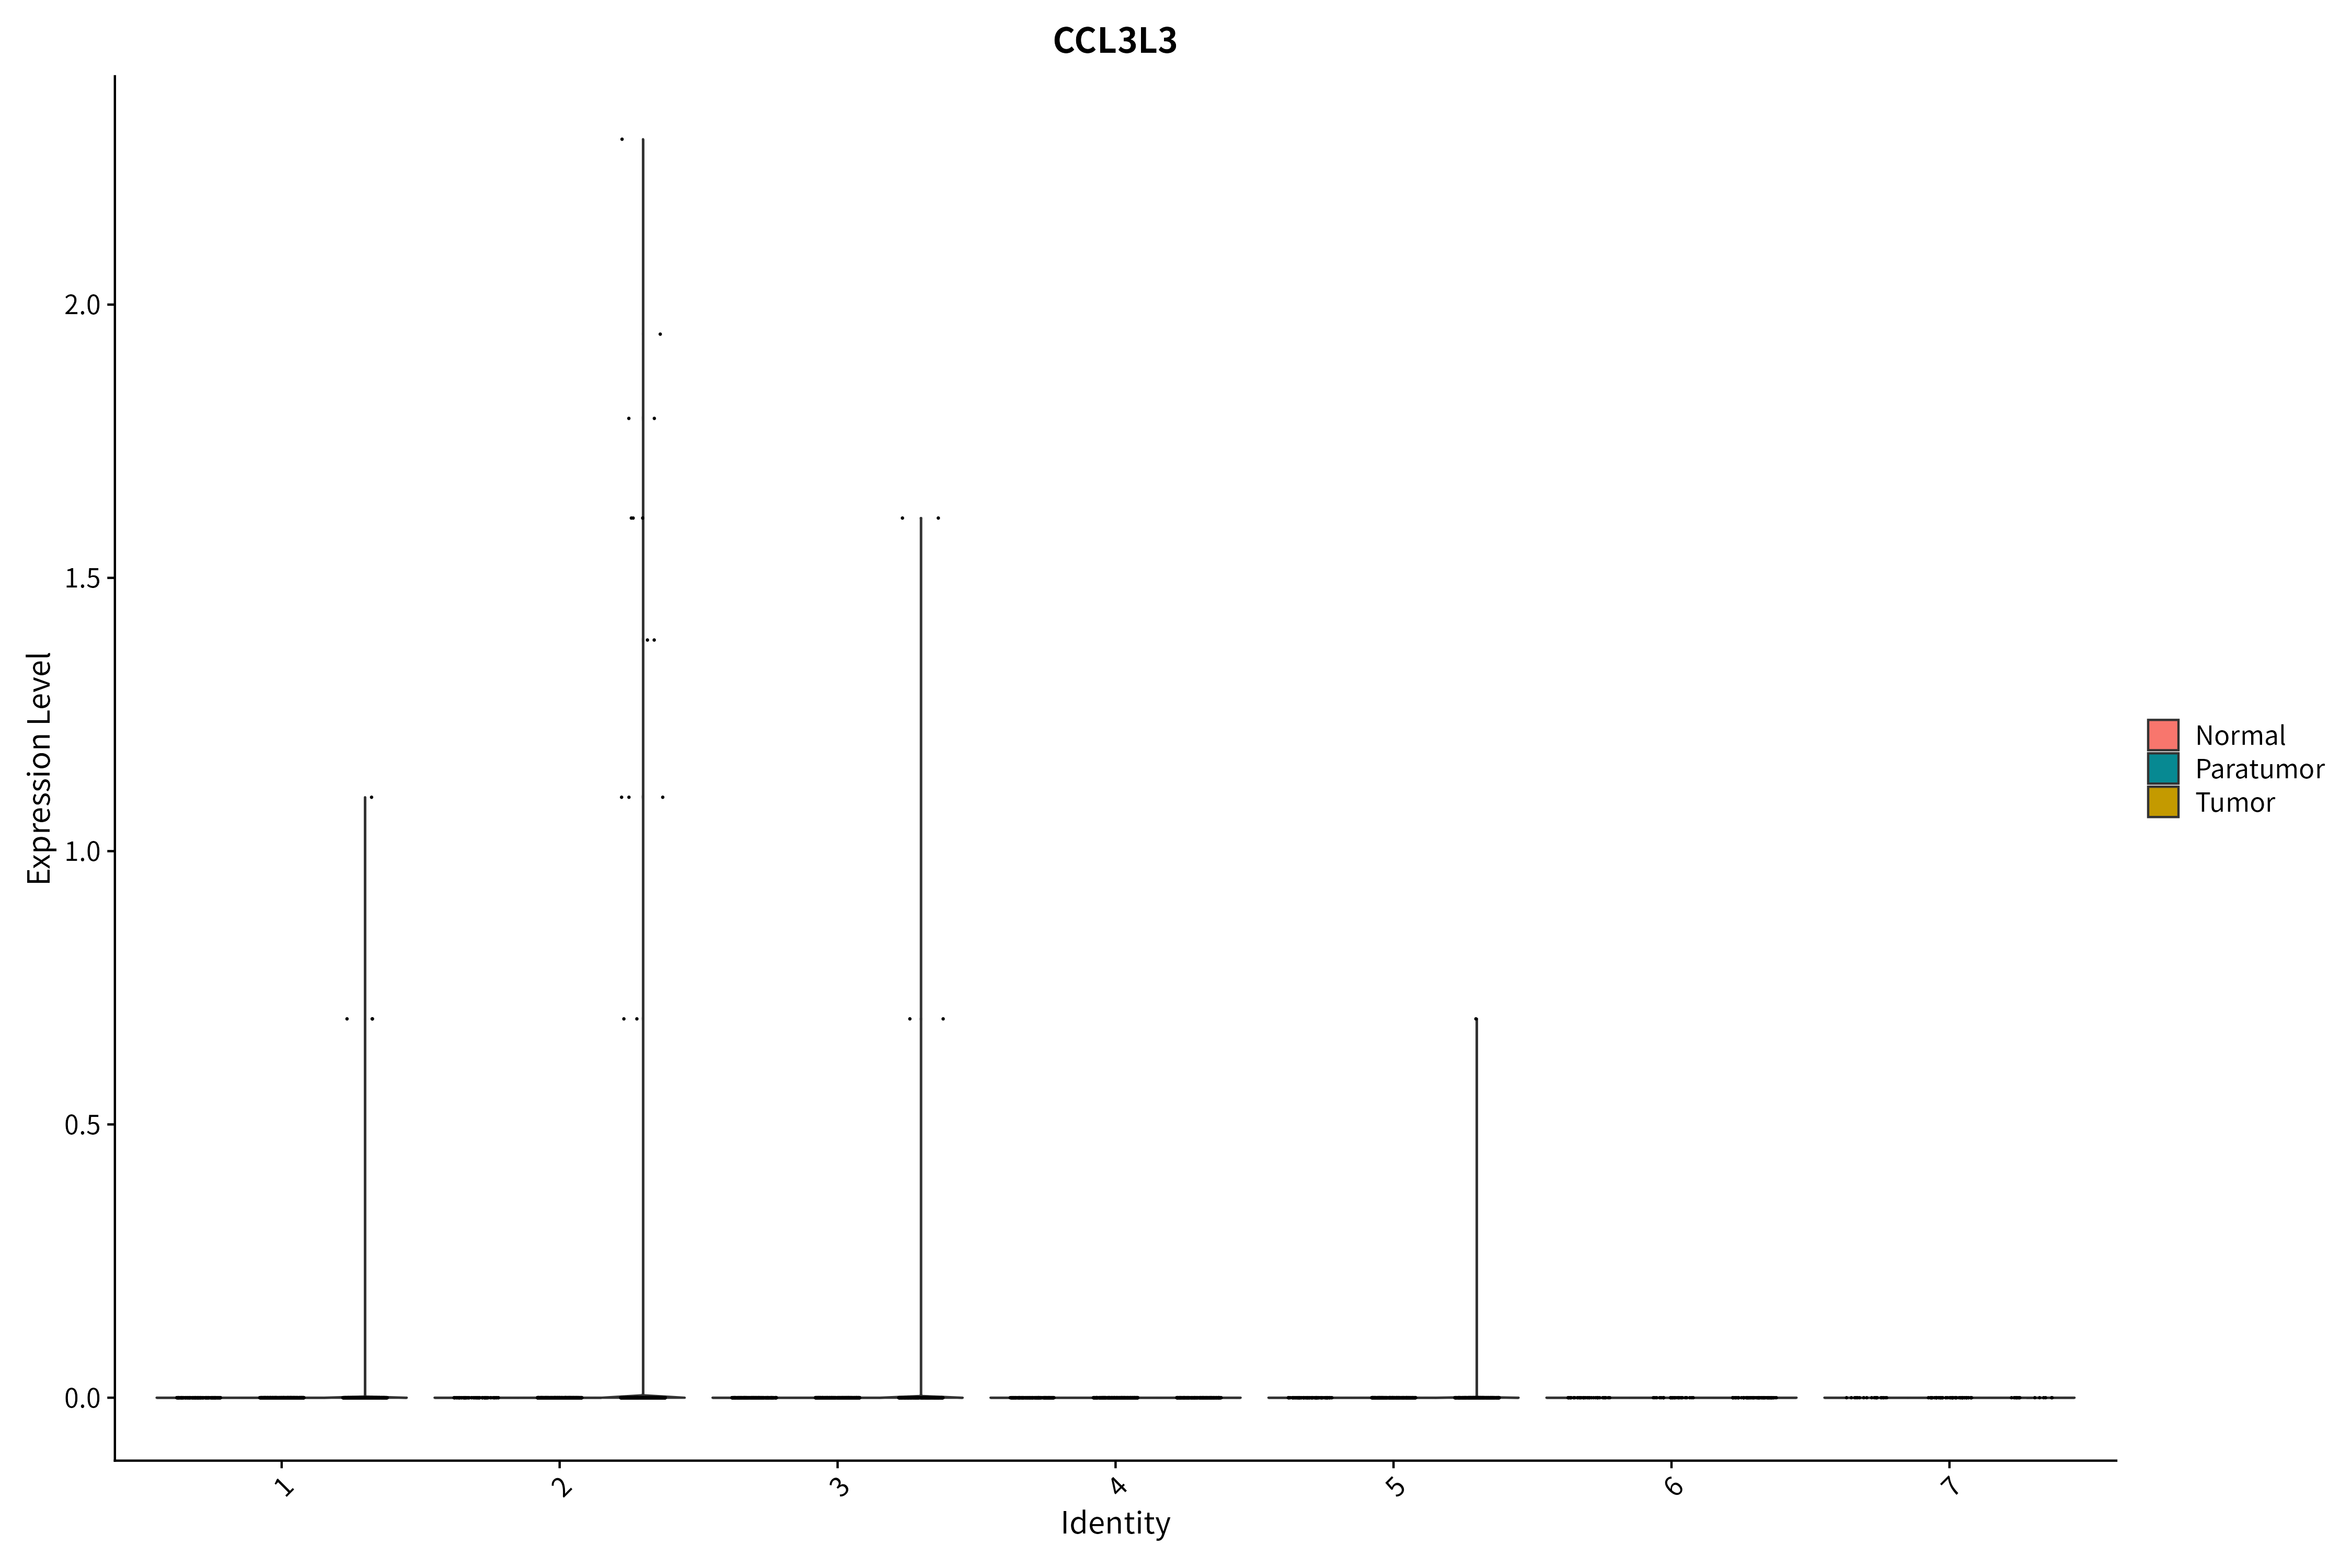 CCL3L3
Expression Level
2.0
1.5
1.0
0.5
0.0
1 2 3 4 5 6 7
Identity
Normal
Paratumor
Tumor